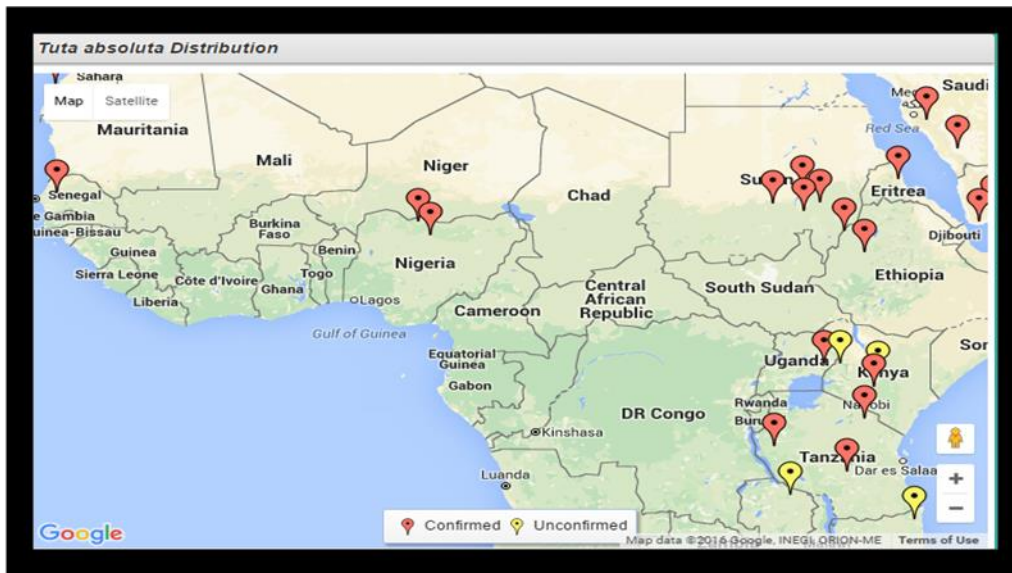 Tuta absoluta Distribution
Sahara
Map Satellite
Saudi
Mauritania
Red Sea
Mali
Niger
Chad
Senegal
Eritrea
Burkina
Faso
Djibouti
Guinea
Benin
Nigeria
Ethiopia
Sierra Leone
Côte d'Ivoire
Togo
Ghana
South Sudan
Central
African
Republic
Liberia
Lagos
Cameroon
Gulf of Guinea
Equatorial
Guinea
Uganda
Gabon
Rwanda
DR Congo
Kinshasa
Tanzania
Dar es Salaa
Luanda
Google
Confirmed Unconfirmed
Map data ©2016 Google, INEGI, ORION-ME Terms of Use